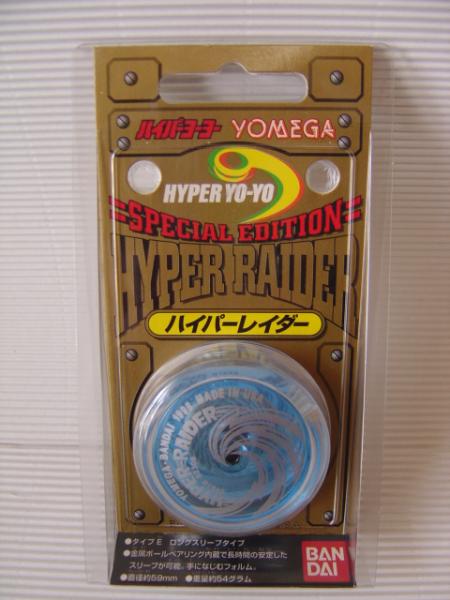 ハイパーヨーヨー YOMEGA
HYPER YO-YO
SPECIAL EDITION
HYPER RAIDER
ハイパーレイダー
YOMEGA・BANDAI 1998 MADE IN USA
HYPER RAIDER
●タイプE ロングスリープタイプ
●金属ボールベアリング内蔵で長時間の安定した
スリープが可能。手になじむフォルム。
●直径約59mm ●重量約54グラム
BAN
DAI